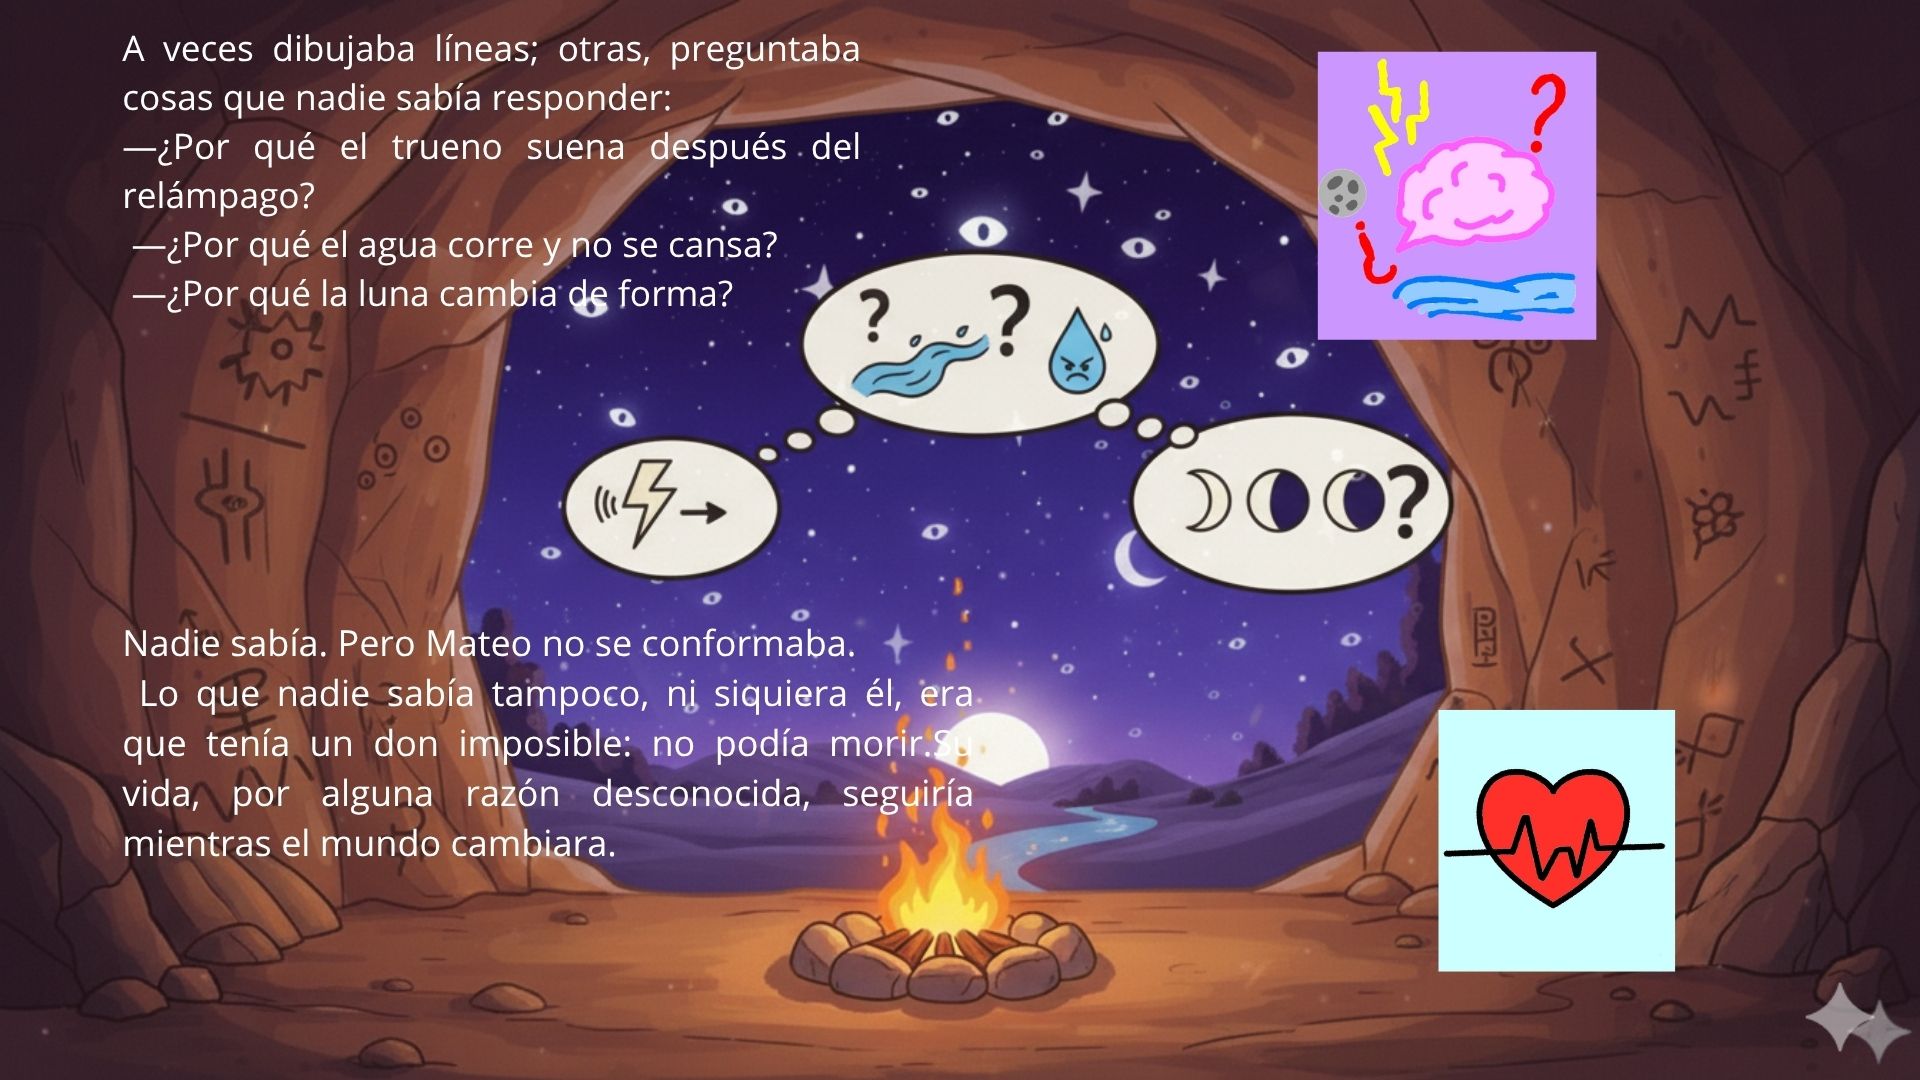 A veces dibujaba líneas; otras, preguntaba
cosas que nadie sabía responder:
—¿Por qué el trueno suena después del
relámpago?
—¿Por qué el agua corre y no se cansa?
—¿Por qué la luna cambia de forma?
?
? ?
?
Nadie sabía. Pero Mateo no se conformaba.
Lo que nadie sabía tampoco, ni siquiera él, era
que tenía un don imposible: no podía morir.Su
vida, por alguna razón desconocida, seguiría
mientras el mundo cambiara.